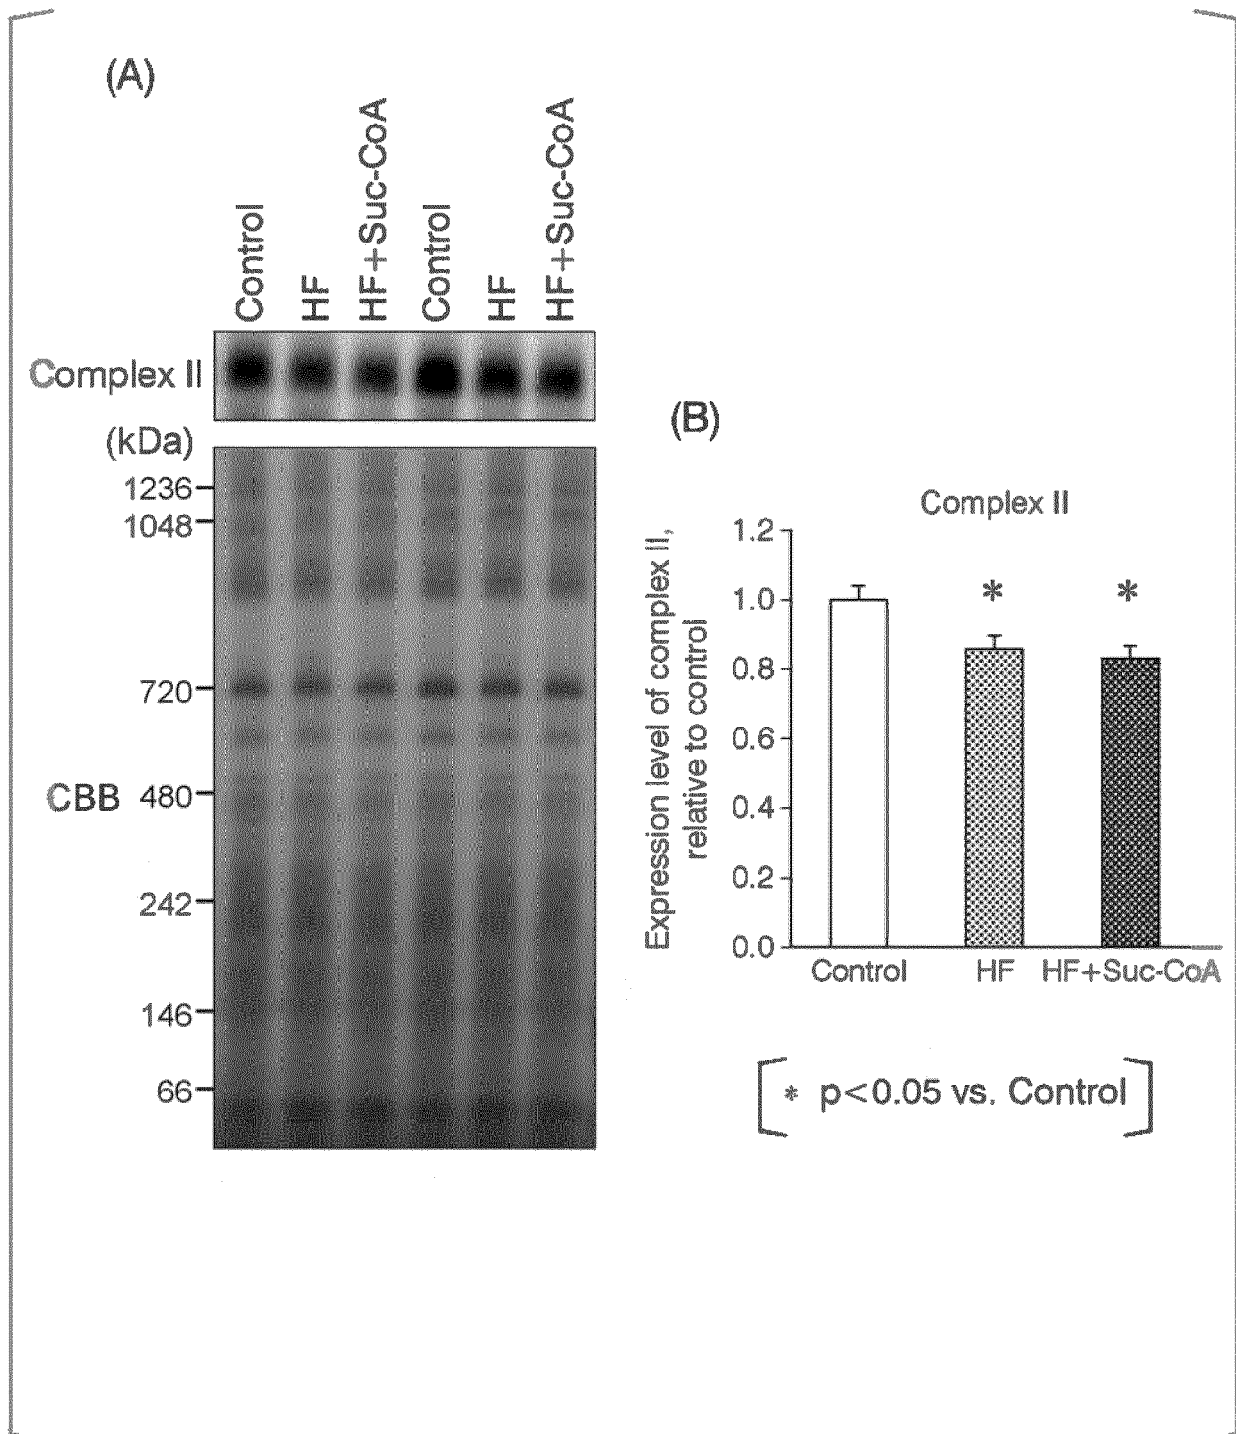 (A)
Control
HF
HF+Suc-CoA
Control
HF
HF+Suc-CoA
Complex II
(kDa)
1236
1048
720
CBB 480
242
146
66
(B)
Complex II
Expression level of complex II,
relative to control
1.2
1.0
0.8
0.6
0.4
0.2
0.0
* *
Control HF HF+Suc-CoA
* p<0.05 vs. Control